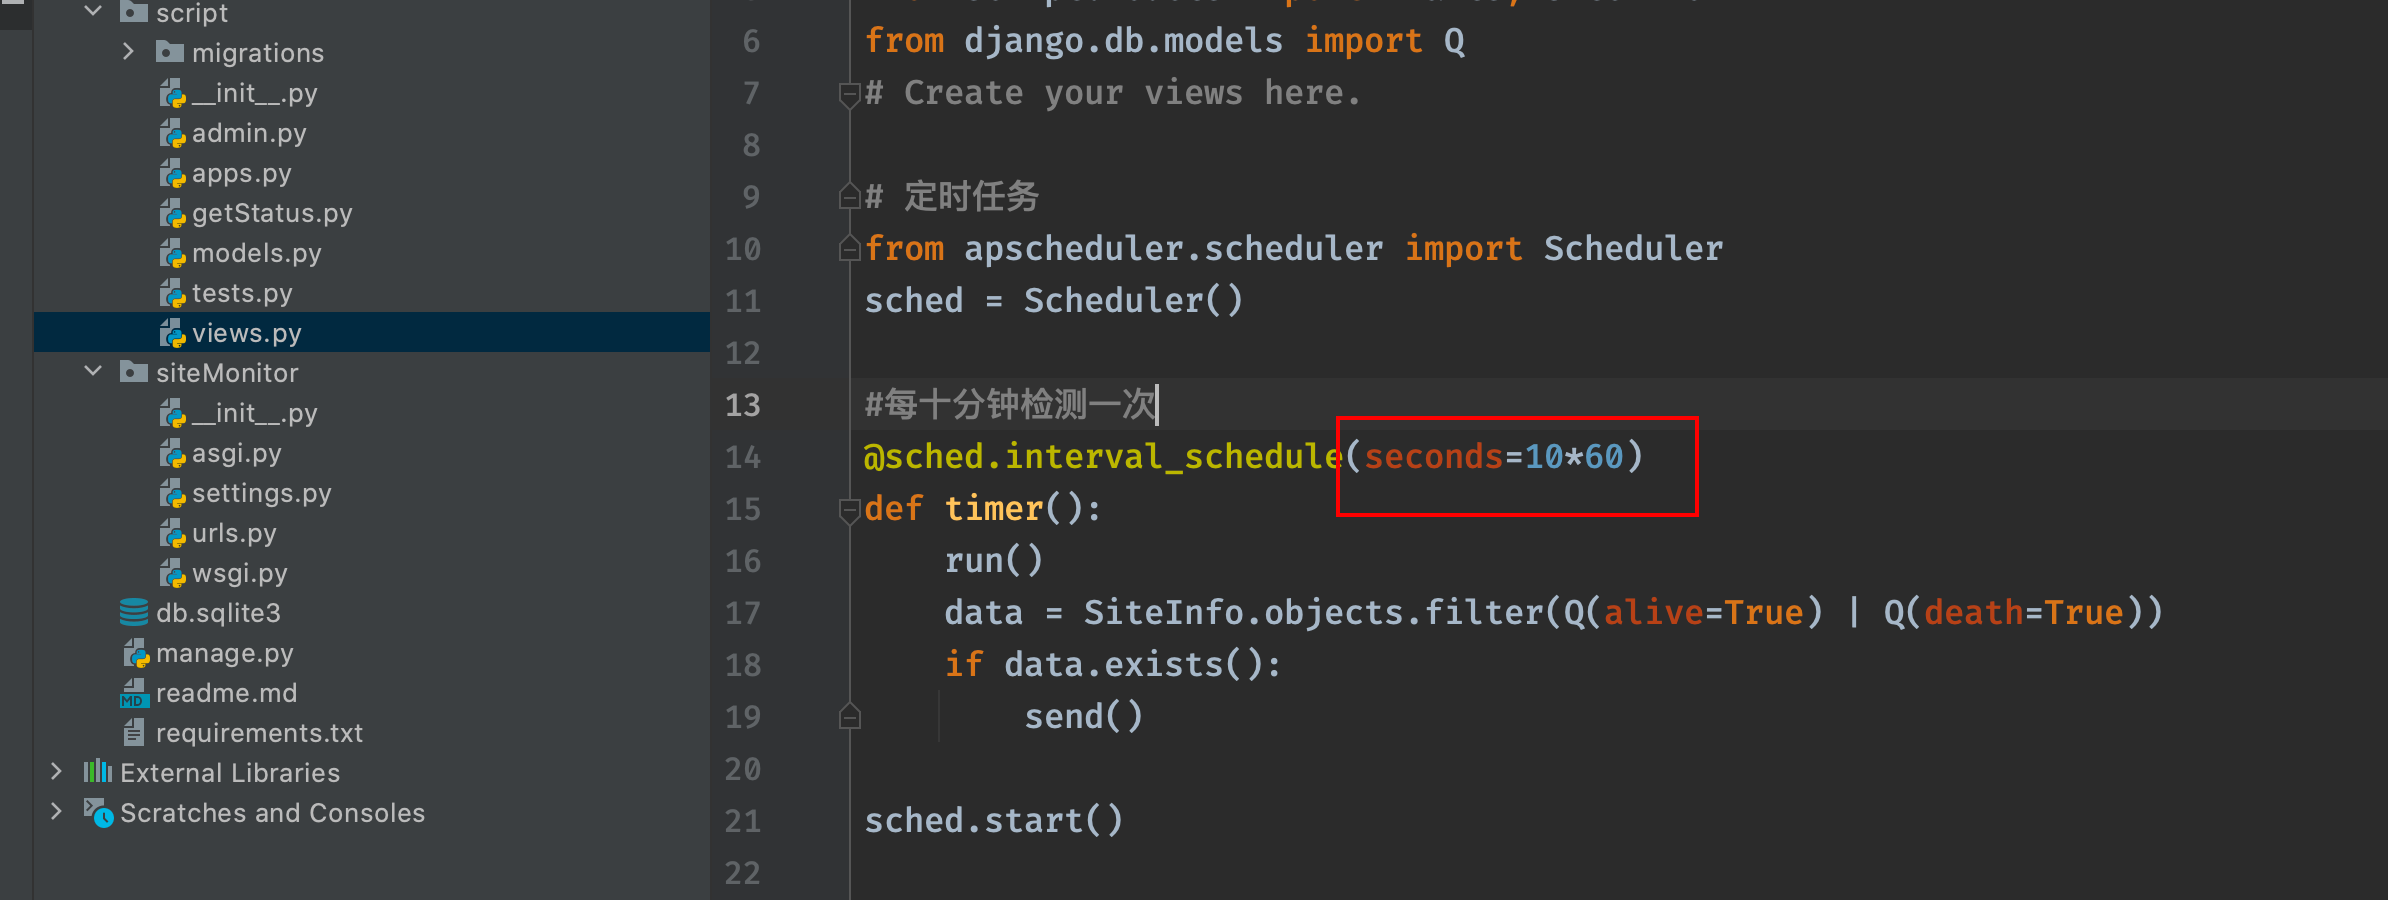 script
migrations
__init__.py
admin.py
apps.py
getStatus.py
models.py
tests.py
views.py
siteMonitor
__init__.py
asgi.py
settings.py
urls.py
wsgi.py
db.sqlite3
manage.py
MD readme.md
requirements.txt
External Libraries
Scratches and Consoles
6 from django.db.models import Q
7 # Create your views here.
8
9 # 定时任务
10 from apscheduler.scheduler import Scheduler
11 sched = Scheduler()
12
13 #每十分钟检测一次
14 @sched.interval_schedule(seconds=10*60)
15 def timer():
16 run()
17 data = SiteInfo.objects.filter(Q(alive=True) | Q(death=True))
18 if data.exists():
19 send()
20
21 sched.start()
22